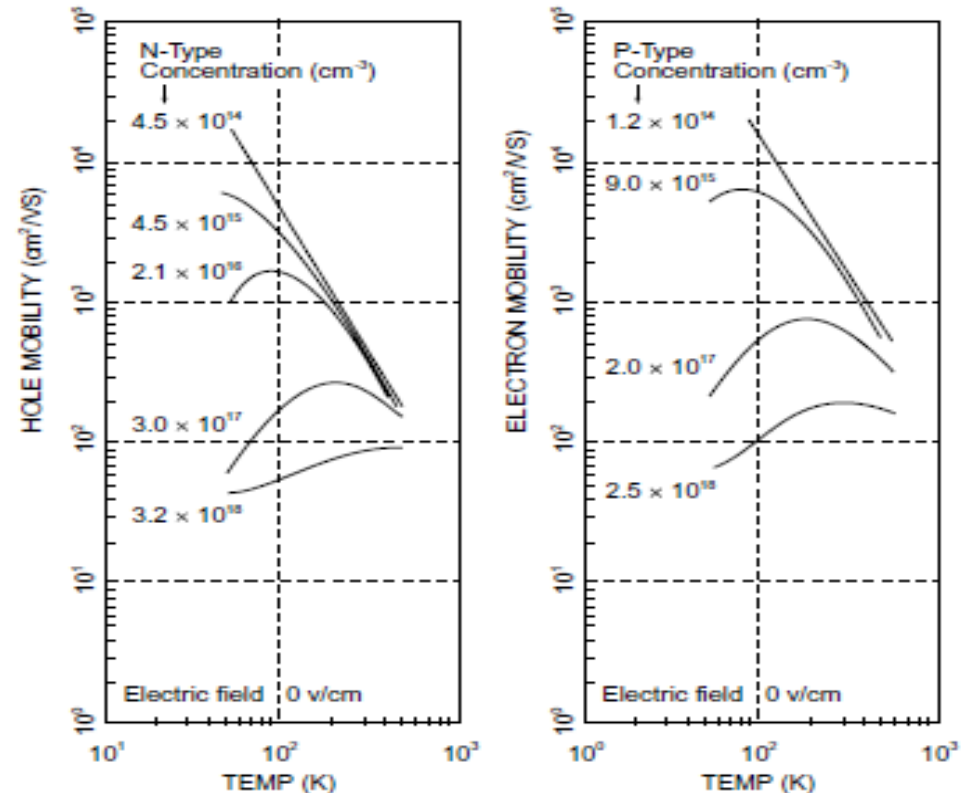 10⁵
N-Type
Concentration (cm⁻³)
4.5 × 10¹⁴
10⁴
4.5 × 10¹⁵
2.1 × 10¹⁶
10³
3.0 × 10¹⁷
10²
3.2 × 10¹⁸
10¹
Electric field 0 v/cm
10⁰
10¹ 10² 10³
TEMP (K)
HOLE MOBILITY (cm²/VS)
10⁵
P-Type
Concentration (cm⁻³)
1.2 × 10¹⁴
10⁴
9.0 × 10¹⁵
10³
2.0 × 10¹⁷
10²
2.5 × 10¹⁸
10¹
Electric field 0 v/cm
10⁰
10⁰ 10² 10³
TEMP (K)
ELECTRON MOBILITY (cm²/VS)